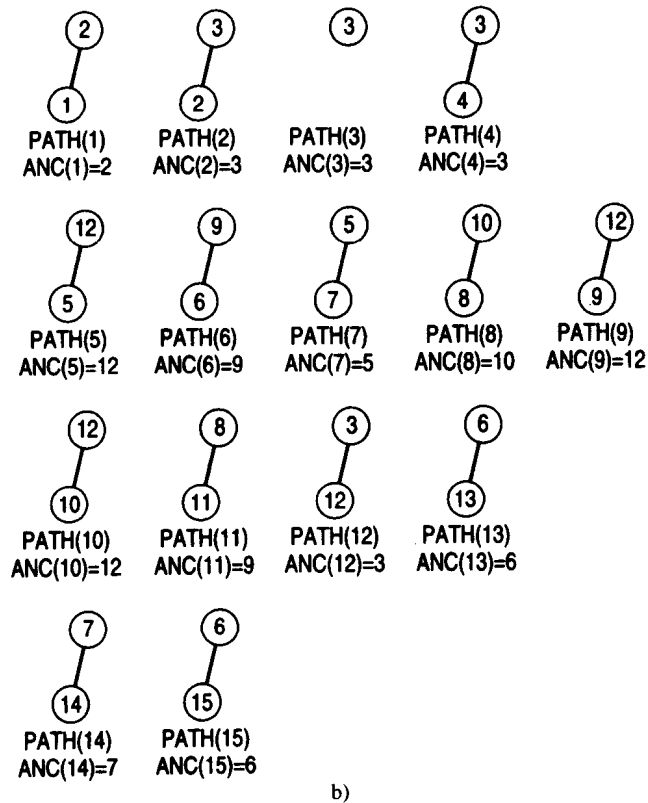 2 3 3 3
1 2 4
PATH(1) PATH(2) PATH(3) PATH(4)
ANC(1)=2 ANC(2)=3 ANC(3)=3 ANC(4)=3
12 9 5 10 12
5 6 7 8 9
PATH(5) PATH(6) PATH(7) PATH(8) PATH(9)
ANC(5)=12 ANC(6)=9 ANC(7)=5 ANC(8)=10 ANC(9)=12
12 8 3 6
10 11 12 13
PATH(10) PATH(11) PATH(12) PATH(13)
ANC(10)=12 ANC(11)=9 ANC(12)=3 ANC(13)=6
7 6
14 15
PATH(14) PATH(15)
ANC(14)=7 ANC(15)=6
b)